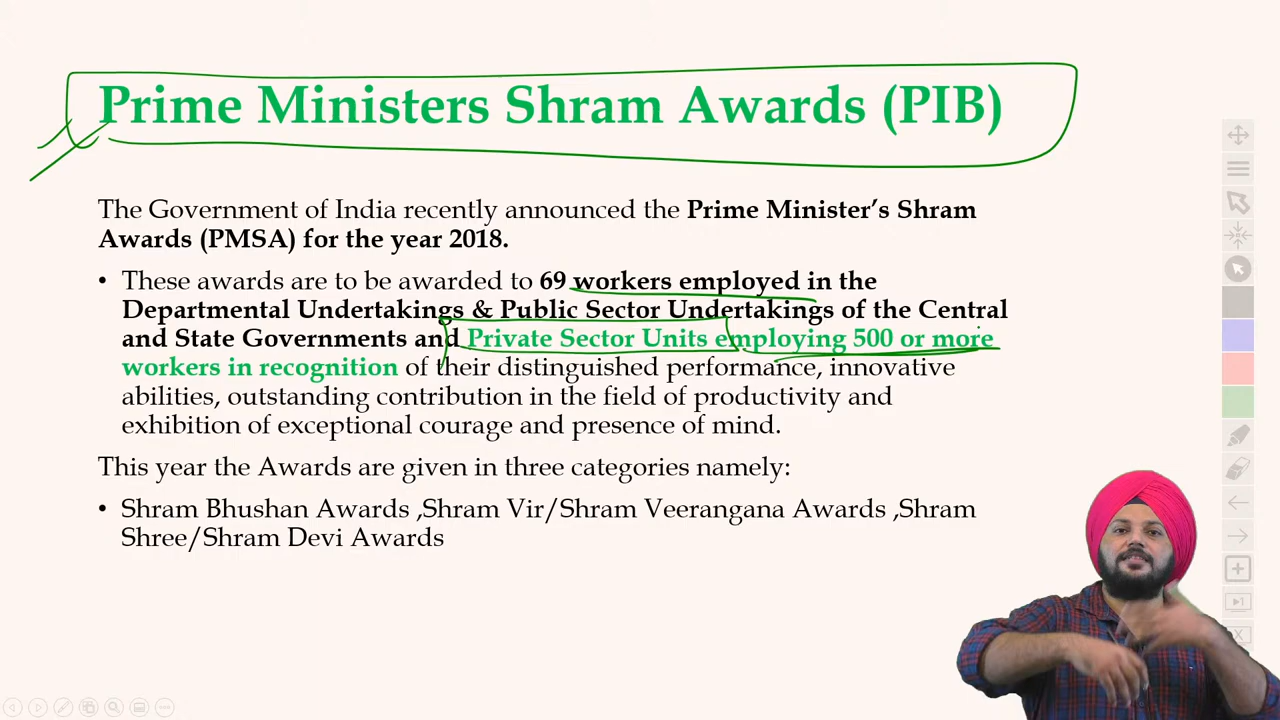 Prime Ministers Shram Awards (PIB)
The Government of India recently announced the Prime Minister’s Shram
Awards (PMSA) for the year 2018.
• These awards are to be awarded to 69 workers employed in the
Departmental Undertakings & Public Sector Undertakings of the Central
and State Governments and Private Sector Units employing 500 or more
workers in recognition of their distinguished performance, innovative
abilities, outstanding contribution in the field of productivity and
exhibition of exceptional courage and presence of mind.
This year the Awards are given in three categories namely:
• Shram Bhushan Awards ,Shram Vir/Shram Veerangana Awards ,Shram
Shree/Shram Devi Awards